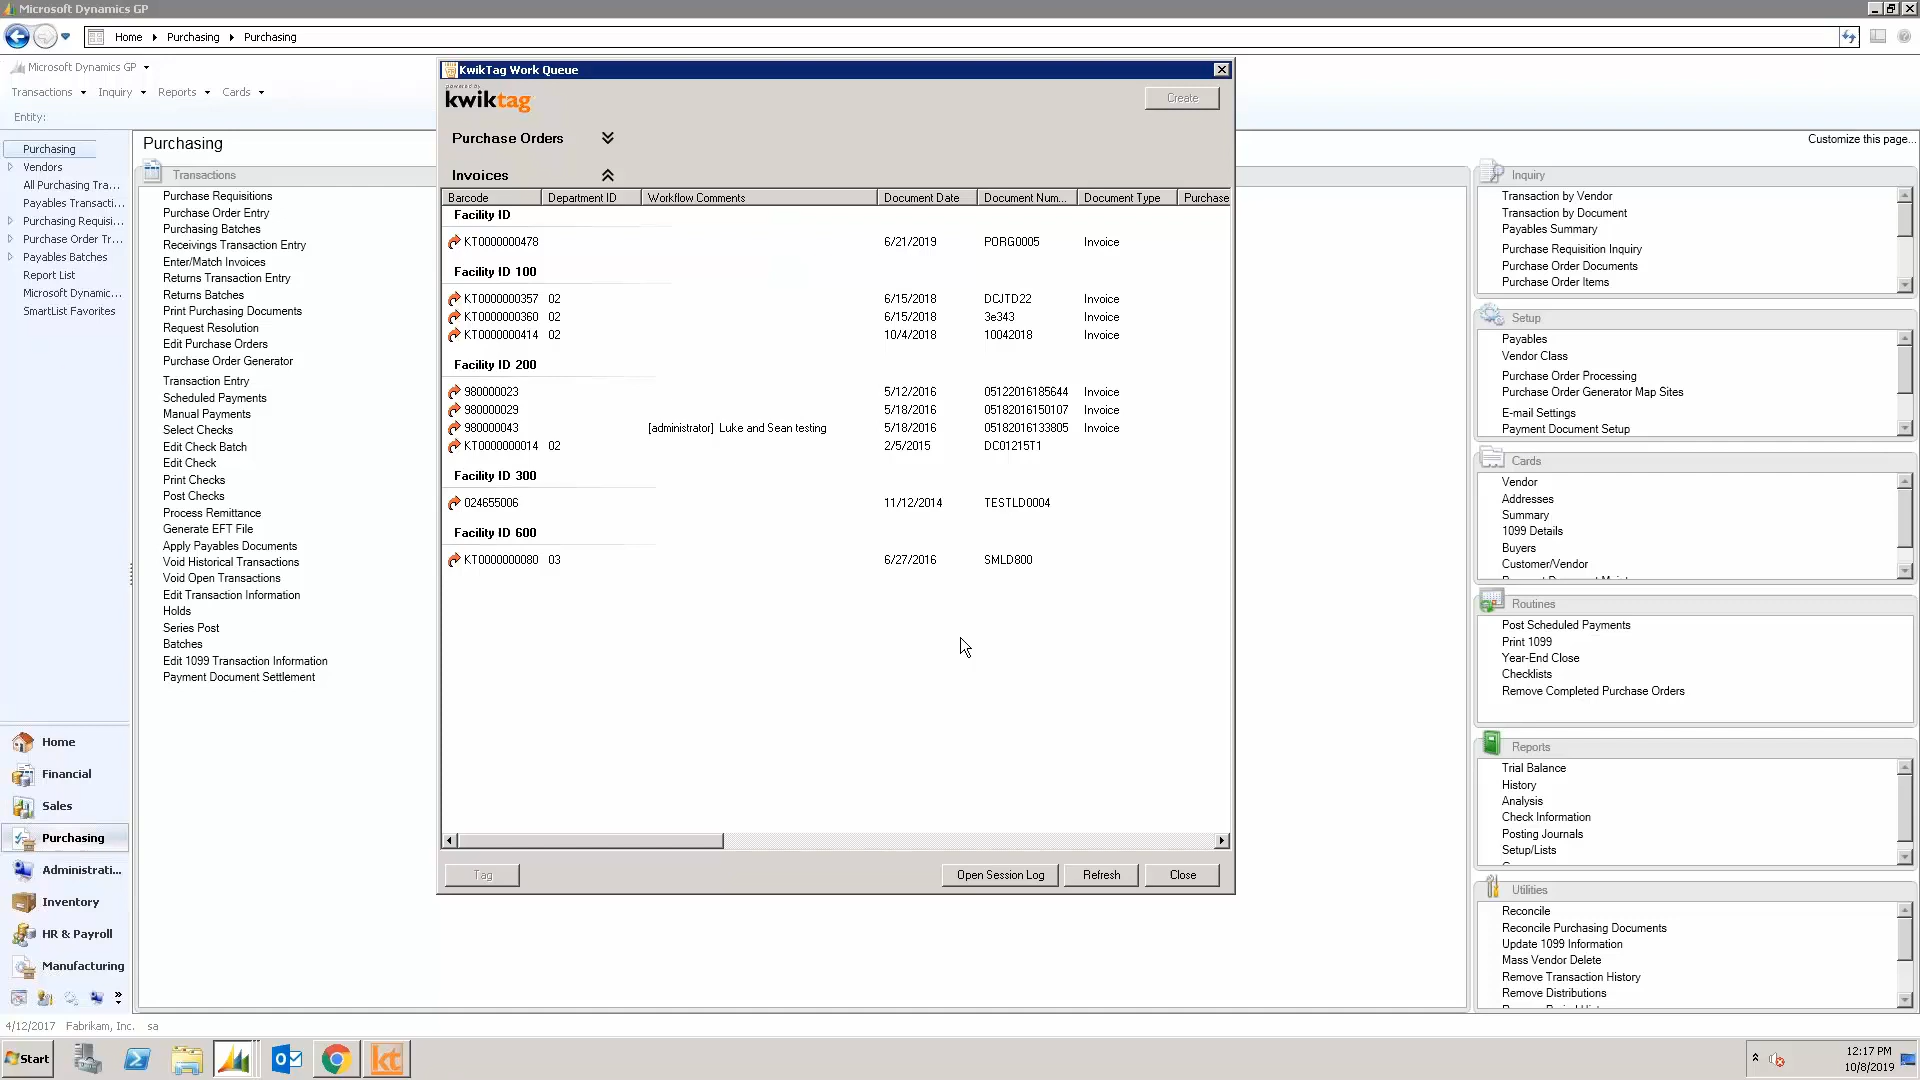 Microsoft Dynamics GP
Home Purchasing Purchasing
Microsoft Dynamics GP
Transactions Inquiry Reports Cards
Entity:
Purchasing
Vendors
All Purchasing Tra...
Payables Transacti...
Purchasing Requisi...
Purchase Order Tr...
Payables Batches
Report List
Microsoft Dynamic...
SmartList Favorites
Home
Financial
Sales
Purchasing
Administrati...
Inventory
HR & Payroll
Manufacturing
Purchasing
Customize this page...
Transactions
Purchase Requisitions
Purchase Order Entry
Purchasing Batches
Receivings Transaction Entry
Enter/Match Invoices
Returns Transaction Entry
Returns Batches
Print Purchasing Documents
Request Resolution
Edit Purchase Orders
Purchase Order Generator
Transaction Entry
Scheduled Payments
Manual Payments
Select Checks
Edit Check Batch
Edit Check
Print Checks
Post Checks
Process Remittance
Generate EFT File
Apply Payables Documents
Void Historical Transactions
Void Open Transactions
Edit Transaction Information
Holds
Series Post
Batches
Edit 1099 Transaction Information
Payment Document Settlement
KwikTag Work Queue
powered by
kwiktag
Create
Purchase Orders
Invoices
Barcode Department ID Workflow Comments Document Date Document Num... Document Type Purchase
Facility ID
KT0000000478 6/21/2019 PORG0005 Invoice
Facility ID 100
KT0000000357 02 6/15/2018 DCJTD22 Invoice
KT0000000360 02 6/15/2018 3e343 Invoice
KT0000000414 02 10/4/2018 10042018 Invoice
Facility ID 200
980000023 5/12/2016 05122016185644 Invoice
980000029 5/18/2016 05182016150107 Invoice
980000043 [administrator] Luke and Sean testing 5/18/2016 05182016133805 Invoice
KT0000000014 02 2/5/2015 DC01215T1
Facility ID 300
024655006 11/12/2014 TESTLD0004
Facility ID 600
KT0000000080 03 6/27/2016 SMLD800
Tag Open Session Log Refresh Close
Inquiry
Transaction by Vendor
Transaction by Document
Payables Summary
Purchase Requisition Inquiry
Purchase Order Documents
Purchase Order Items
Setup
Payables
Vendor Class
Purchase Order Processing
Purchase Order Generator Map Sites
E-mail Settings
Payment Document Setup
Cards
Vendor
Addresses
Summary
1099 Details
Buyers
Customer/Vendor
Routines
Post Scheduled Payments
Print 1099
Year-End Close
Checklists
Remove Completed Purchase Orders
Reports
Trial Balance
History
Analysis
Check Information
Posting Journals
Setup/Lists
Utilities
Reconcile
Reconcile Purchasing Documents
Update 1099 Information
Mass Vendor Delete
Remove Transaction History
Remove Distributions
4/12/2017 Fabrikam, Inc. sa
Start
kt
12:17 PM
10/8/2019